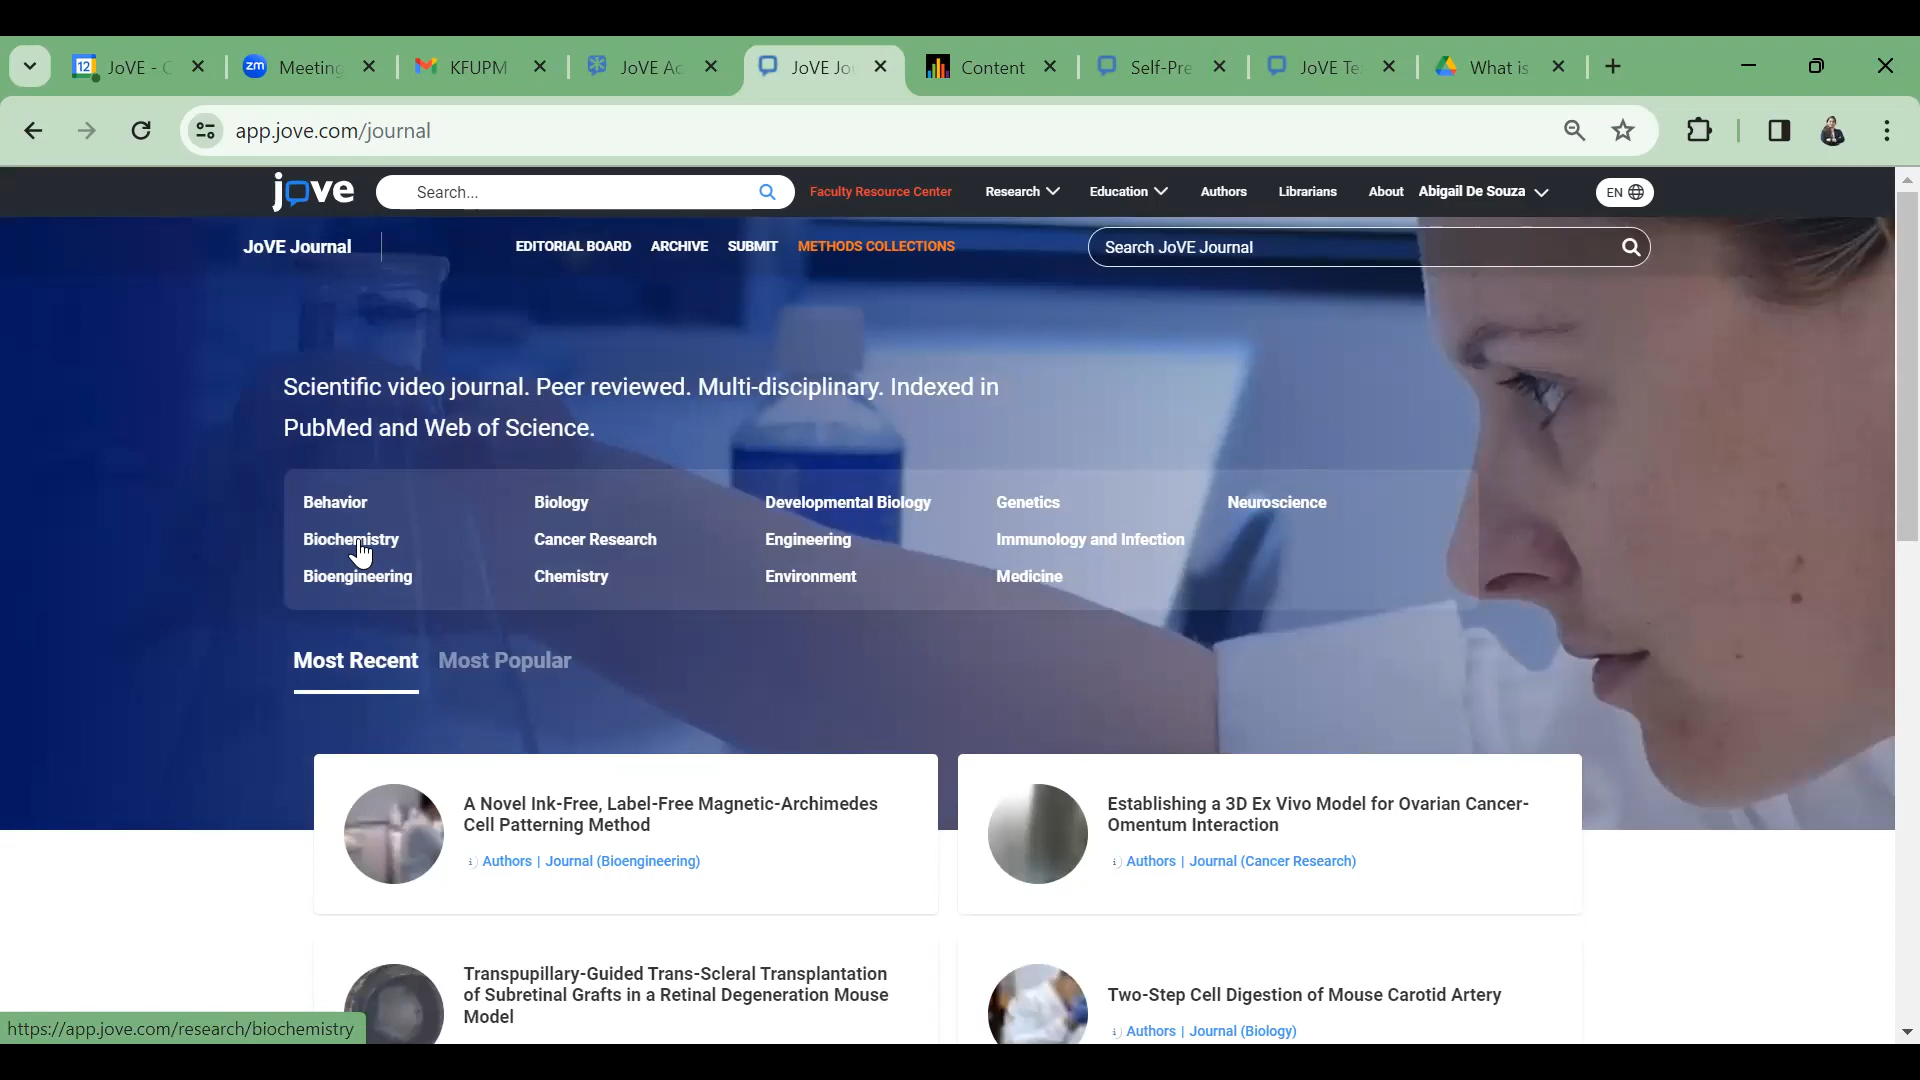 12 JoVE - C
zm Meeting
KFUPM
JoVE Ac
JoVE Jo
Content
Self-Pre
JoVE Te
What is
app.jove.com/journal
jove
Search...
Faculty Resource Center
Research
Education
Authors
Librarians
About
Abigail De Souza
EN
JoVE Journal
EDITORIAL BOARD
ARCHIVE
SUBMIT
METHODS COLLECTIONS
Search JoVE Journal
Scientific video journal. Peer reviewed. Multi-disciplinary. Indexed in
PubMed and Web of Science.
Behavior
Biology
Developmental Biology
Genetics
Neuroscience
Biochemistry
Cancer Research
Engineering
Immunology and Infection
Bioengineering
Chemistry
Environment
Medicine
Most Recent
Most Popular
A Novel Ink-Free, Label-Free Magnetic-Archimedes
Cell Patterning Method
Authors | Journal (Bioengineering)
Establishing a 3D Ex Vivo Model for Ovarian Cancer-
Omentum Interaction
Authors | Journal (Cancer Research)
Transpupillary-Guided Trans-Scleral Transplantation
of Subretinal Grafts in a Retinal Degeneration Mouse
Model
Two-Step Cell Digestion of Mouse Carotid Artery
Authors | Journal (Biology)
https://app.jove.com/research/biochemistry